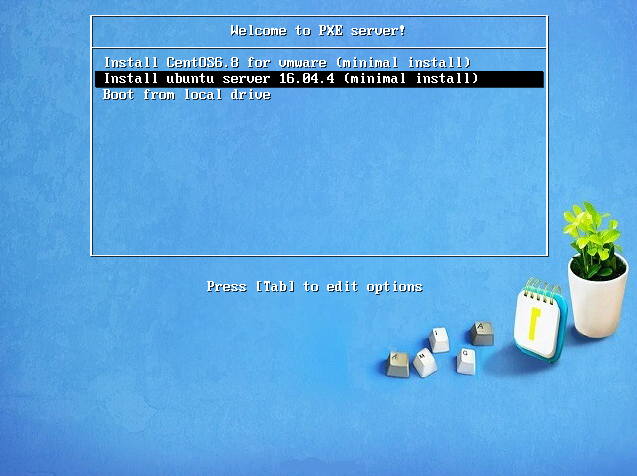 Welcome to PXE server!
Install CentOS6.8 for vmware (minimal install)
Install ubuntu server 16.04.4 (minimal install)
Boot from local drive
Press [Tab] to edit options
1
I A
K M G